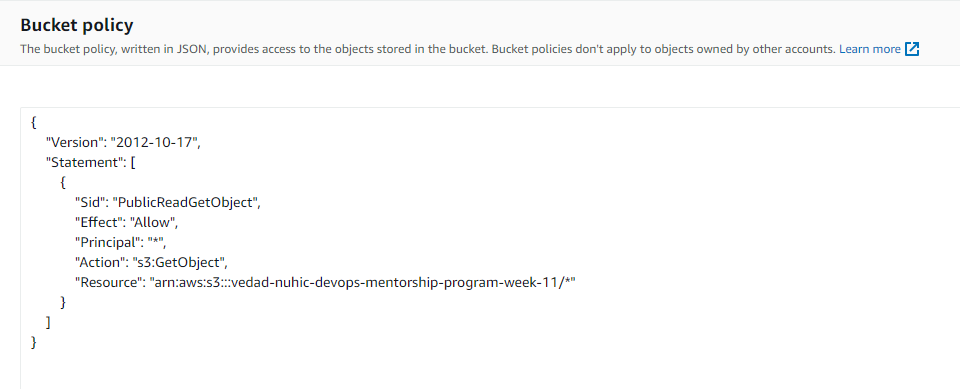 Bucket policy
The bucket policy, written in JSON, provides access to the objects stored in the bucket. Bucket policies don't apply to objects owned by other accounts. Learn more
{
    "Version": "2012-10-17",
    "Statement": [
        {
            "Sid": "PublicReadGetObject",
            "Effect": "Allow",
            "Principal": "*",
            "Action": "s3:GetObject",
            "Resource": "arn:aws:s3:::vedad-nuhic-devops-mentorship-program-week-11/*"
        }
    ]
}